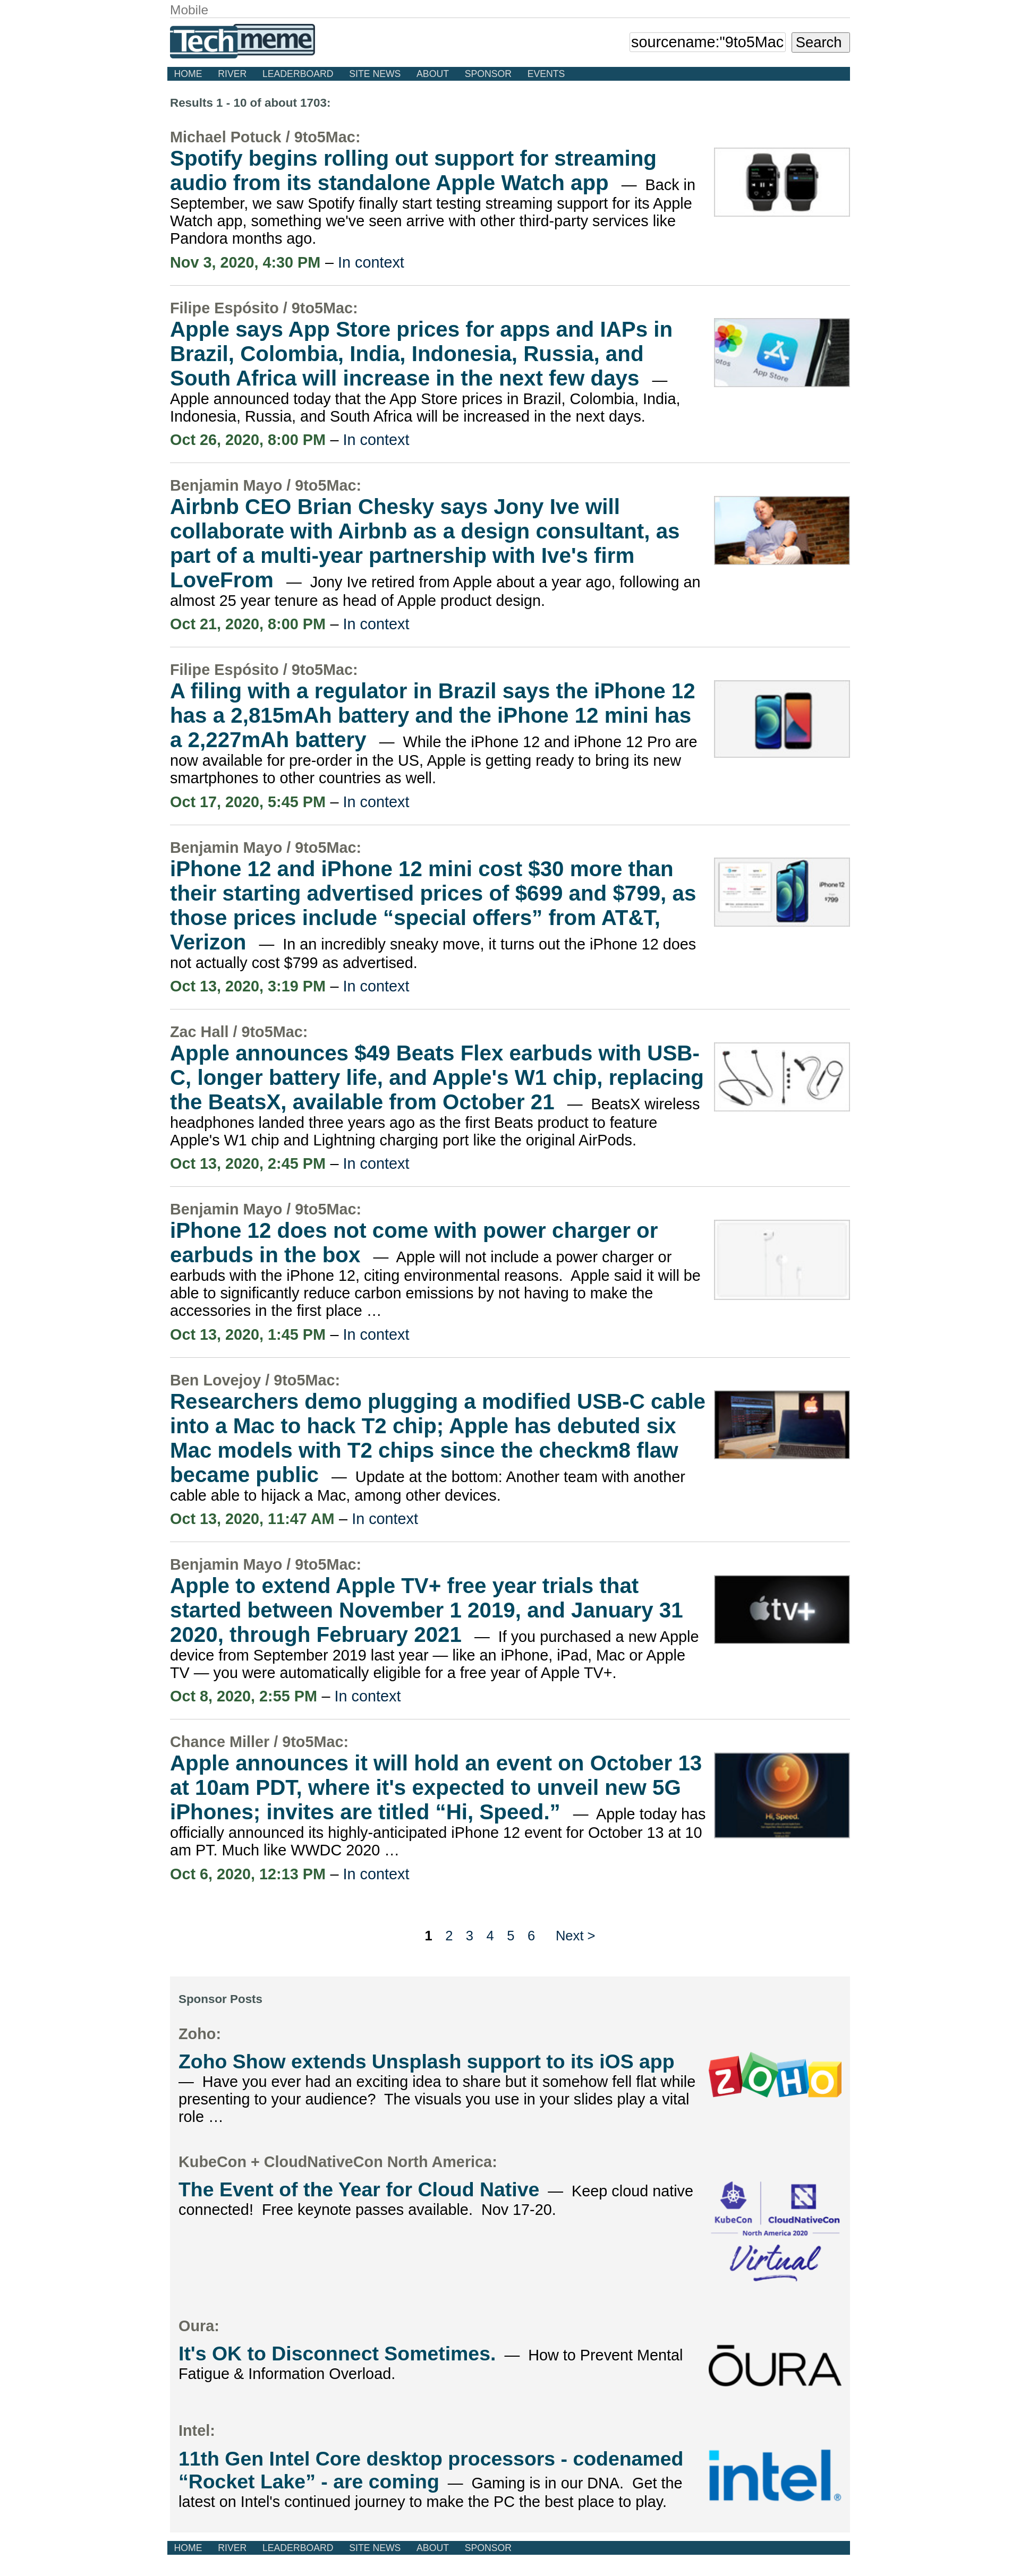 Mobile
Techmeme
sourcename:"9to5Mac
Search
HOME RIVER LEADERBOARD SITE NEWS ABOUT SPONSOR EVENTS
Results 1 - 10 of about 1703:
Michael Potuck / 9to5Mac:
Spotify begins rolling out support for streaming
audio from its standalone Apple Watch app — Back in
September, we saw Spotify finally start testing streaming support for its Apple
Watch app, something we've seen arrive with other third-party services like
Pandora months ago.
Nov 3, 2020, 4:30 PM – In context
Filipe Espósito / 9to5Mac:
Apple says App Store prices for apps and IAPs in
Brazil, Colombia, India, Indonesia, Russia, and
South Africa will increase in the next few days —
Apple announced today that the App Store prices in Brazil, Colombia, India,
Indonesia, Russia, and South Africa will be increased in the next days.
Oct 26, 2020, 8:00 PM – In context
App Store
Benjamin Mayo / 9to5Mac:
Airbnb CEO Brian Chesky says Jony Ive will
collaborate with Airbnb as a design consultant, as
part of a multi-year partnership with Ive's firm
LoveFrom — Jony Ive retired from Apple about a year ago, following an
almost 25 year tenure as head of Apple product design.
Oct 21, 2020, 8:00 PM – In context
Filipe Espósito / 9to5Mac:
A filing with a regulator in Brazil says the iPhone 12
has a 2,815mAh battery and the iPhone 12 mini has
a 2,227mAh battery — While the iPhone 12 and iPhone 12 Pro are
now available for pre-order in the US, Apple is getting ready to bring its new
smartphones to other countries as well.
Oct 17, 2020, 5:45 PM – In context
Benjamin Mayo / 9to5Mac:
iPhone 12 and iPhone 12 mini cost $30 more than
their starting advertised prices of $699 and $799, as
those prices include “special offers” from AT&T,
Verizon — In an incredibly sneaky move, it turns out the iPhone 12 does
not actually cost $799 as advertised.
Oct 13, 2020, 3:19 PM – In context
iPhone 12
$799
Zac Hall / 9to5Mac:
Apple announces $49 Beats Flex earbuds with USB-
C, longer battery life, and Apple's W1 chip, replacing
the BeatsX, available from October 21 — BeatsX wireless
headphones landed three years ago as the first Beats product to feature
Apple's W1 chip and Lightning charging port like the original AirPods.
Oct 13, 2020, 2:45 PM – In context
Benjamin Mayo / 9to5Mac:
iPhone 12 does not come with power charger or
earbuds in the box — Apple will not include a power charger or
earbuds with the iPhone 12, citing environmental reasons. Apple said it will be
able to significantly reduce carbon emissions by not having to make the
accessories in the first place …
Oct 13, 2020, 1:45 PM – In context
Ben Lovejoy / 9to5Mac:
Researchers demo plugging a modified USB-C cable
into a Mac to hack T2 chip; Apple has debuted six
Mac models with T2 chips since the checkm8 flaw
became public — Update at the bottom: Another team with another
cable able to hijack a Mac, among other devices.
Oct 13, 2020, 11:47 AM – In context
Benjamin Mayo / 9to5Mac:
Apple to extend Apple TV+ free year trials that
started between November 1 2019, and January 31
2020, through February 2021 — If you purchased a new Apple
device from September 2019 last year — like an iPhone, iPad, Mac or Apple
TV — you were automatically eligible for a free year of Apple TV+.
Oct 8, 2020, 2:55 PM – In context
tv+
Chance Miller / 9to5Mac:
Apple announces it will hold an event on October 13
at 10am PDT, where it's expected to unveil new 5G
iPhones; invites are titled “Hi, Speed.” — Apple today has
officially announced its highly-anticipated iPhone 12 event for October 13 at 10
am PT. Much like WWDC 2020 …
Oct 6, 2020, 12:13 PM – In context
Hi, Speed.
1 2 3 4 5 6 Next >
Sponsor Posts
Zoho:
Zoho Show extends Unsplash support to its iOS app
— Have you ever had an exciting idea to share but it somehow fell flat while
presenting to your audience? The visuals you use in your slides play a vital
role …
ZOHO
KubeCon + CloudNativeCon North America:
The Event of the Year for Cloud Native — Keep cloud native
connected! Free keynote passes available. Nov 17-20.
KubeCon CloudNativeCon
North America 2020
Virtual
Oura:
It's OK to Disconnect Sometimes. — How to Prevent Mental
Fatigue & Information Overload.
ŌURA
Intel:
11th Gen Intel Core desktop processors - codenamed
“Rocket Lake” - are coming — Gaming is in our DNA. Get the
latest on Intel's continued journey to make the PC the best place to play.
intel®
HOME RIVER LEADERBOARD SITE NEWS ABOUT SPONSOR